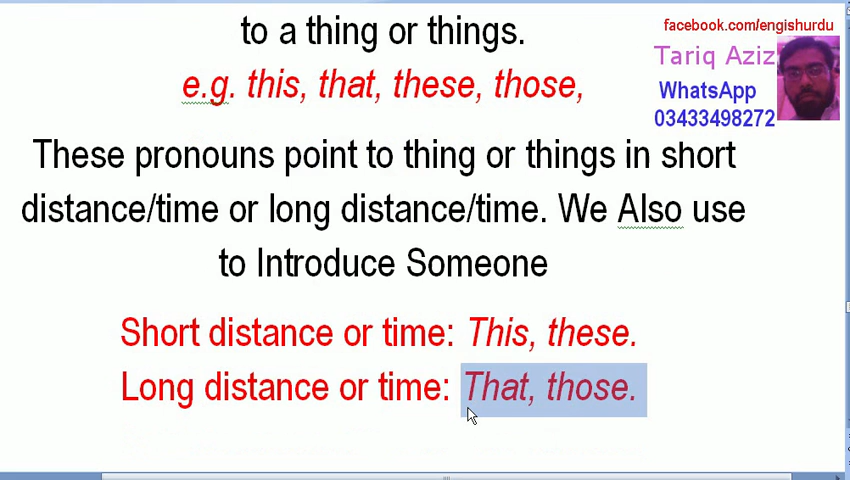 to a thing or things.
e.g. this, that, these, those,
These pronouns point to thing or things in short
distance/time or long distance/time. We Also use
to Introduce Someone
Short distance or time: This, these.
Long distance or time: That, those.
facebook.com/engishurdu
Tariq Aziz
WhatsApp
03433498272